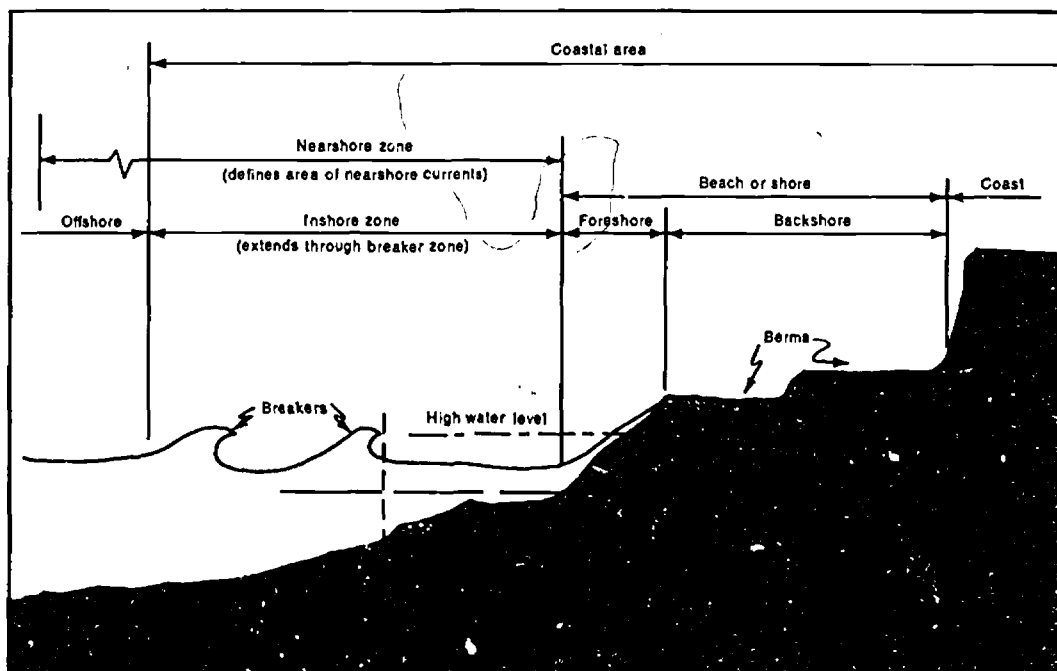 Coastal area
Nearshore zone
(defines area of nearshore currents)
Beach or shore
Coast
Offshore
Inshore zone
(extends through breaker zone)
Foreshore
Backshore
Berma
Breakers
High water level